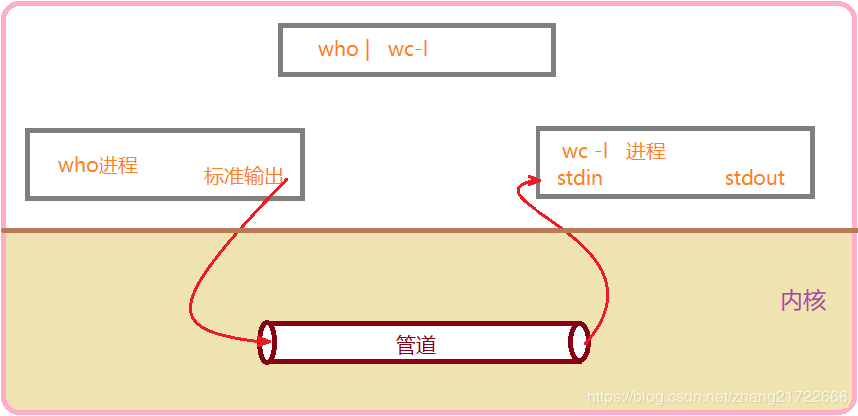 who | wc-l
who进程
标准输出
wc -l 进程
stdin stdout
内核
管道
https://blog.csdn.net/zhang21722668